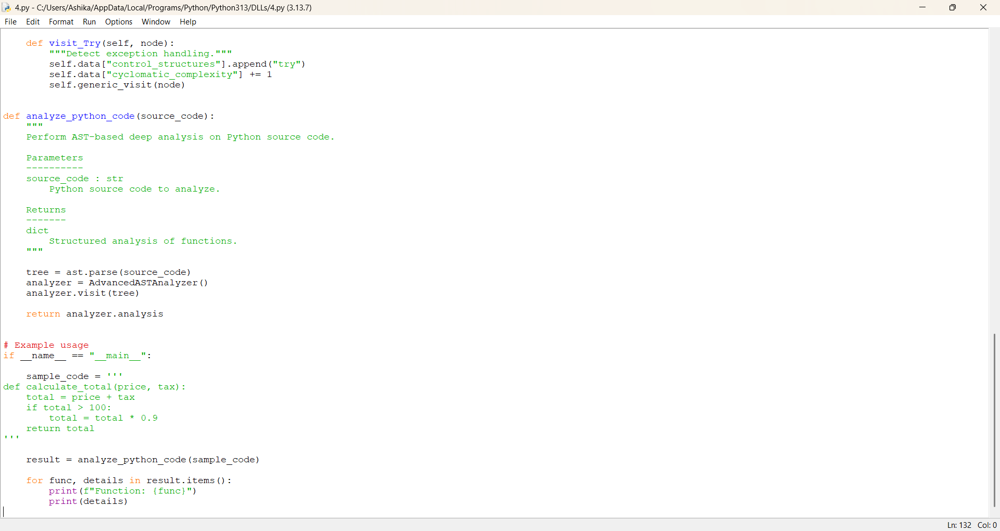 4.py - C:/Users/Ashika/AppData/Local/Programs/Python/Python313/DLLs/4.py (3.13.7)
File Edit Format Run Options Window Help
    def visit_Try(self, node):
        """Detect exception handling."""
        self.data["control_structures"].append("try")
        self.data["cyclomatic_complexity"] += 1
        self.generic_visit(node)
def analyze_python_code(source_code):
    """
    Perform AST-based deep analysis on Python source code.
    Parameters
    ----------
    source_code : str
        Python source code to analyze.
    Returns
    -------
    dict
        Structured analysis of functions.
    """
    tree = ast.parse(source_code)
    analyzer = AdvancedASTAnalyzer()
    analyzer.visit(tree)
    return analyzer.analysis
# Example usage
if __name__ == "__main__":
    sample_code = '''
def calculate_total(price, tax):
    total = price + tax
    if total > 100:
        total = total * 0.9
    return total
'''
    result = analyze_python_code(sample_code)
    for func, details in result.items():
        print(f"Function: {func}")
        print(details)
Ln: 132 Col: 0